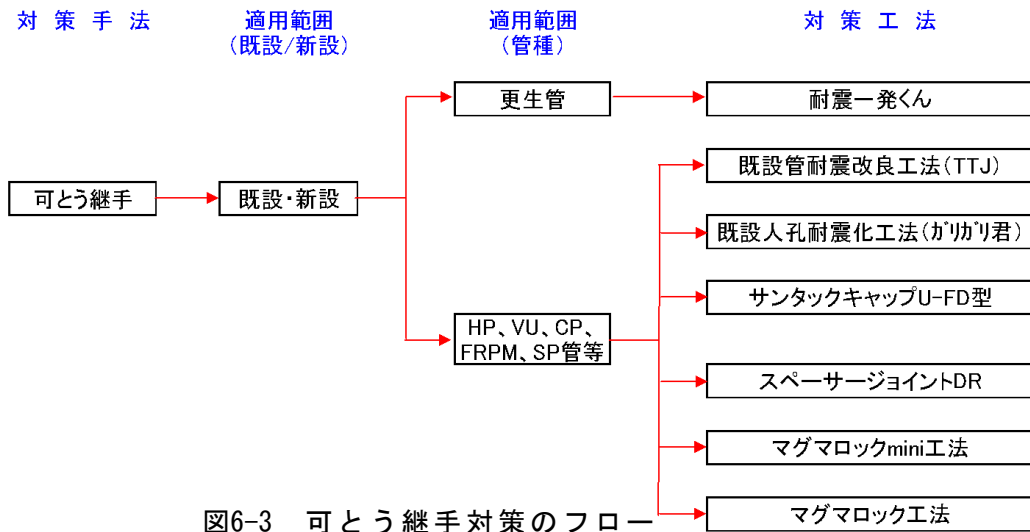 対策手法
適用範囲
(既設/新設)
適用範囲
(管種)
対策工法
更生管
耐震一発くん
既設管耐震改良工法(TTJ)
可とう継手
既設・新設
既設人孔耐震化工法(ｶﾞﾘｶﾞﾘ君)
サンタックキャップU-FD型
HP、VU、CP、
FRPM、SP管等
スペーサージョイントDR
マグマロックmini工法
マグマロック工法
図6-3 可とう継手対策のフロー